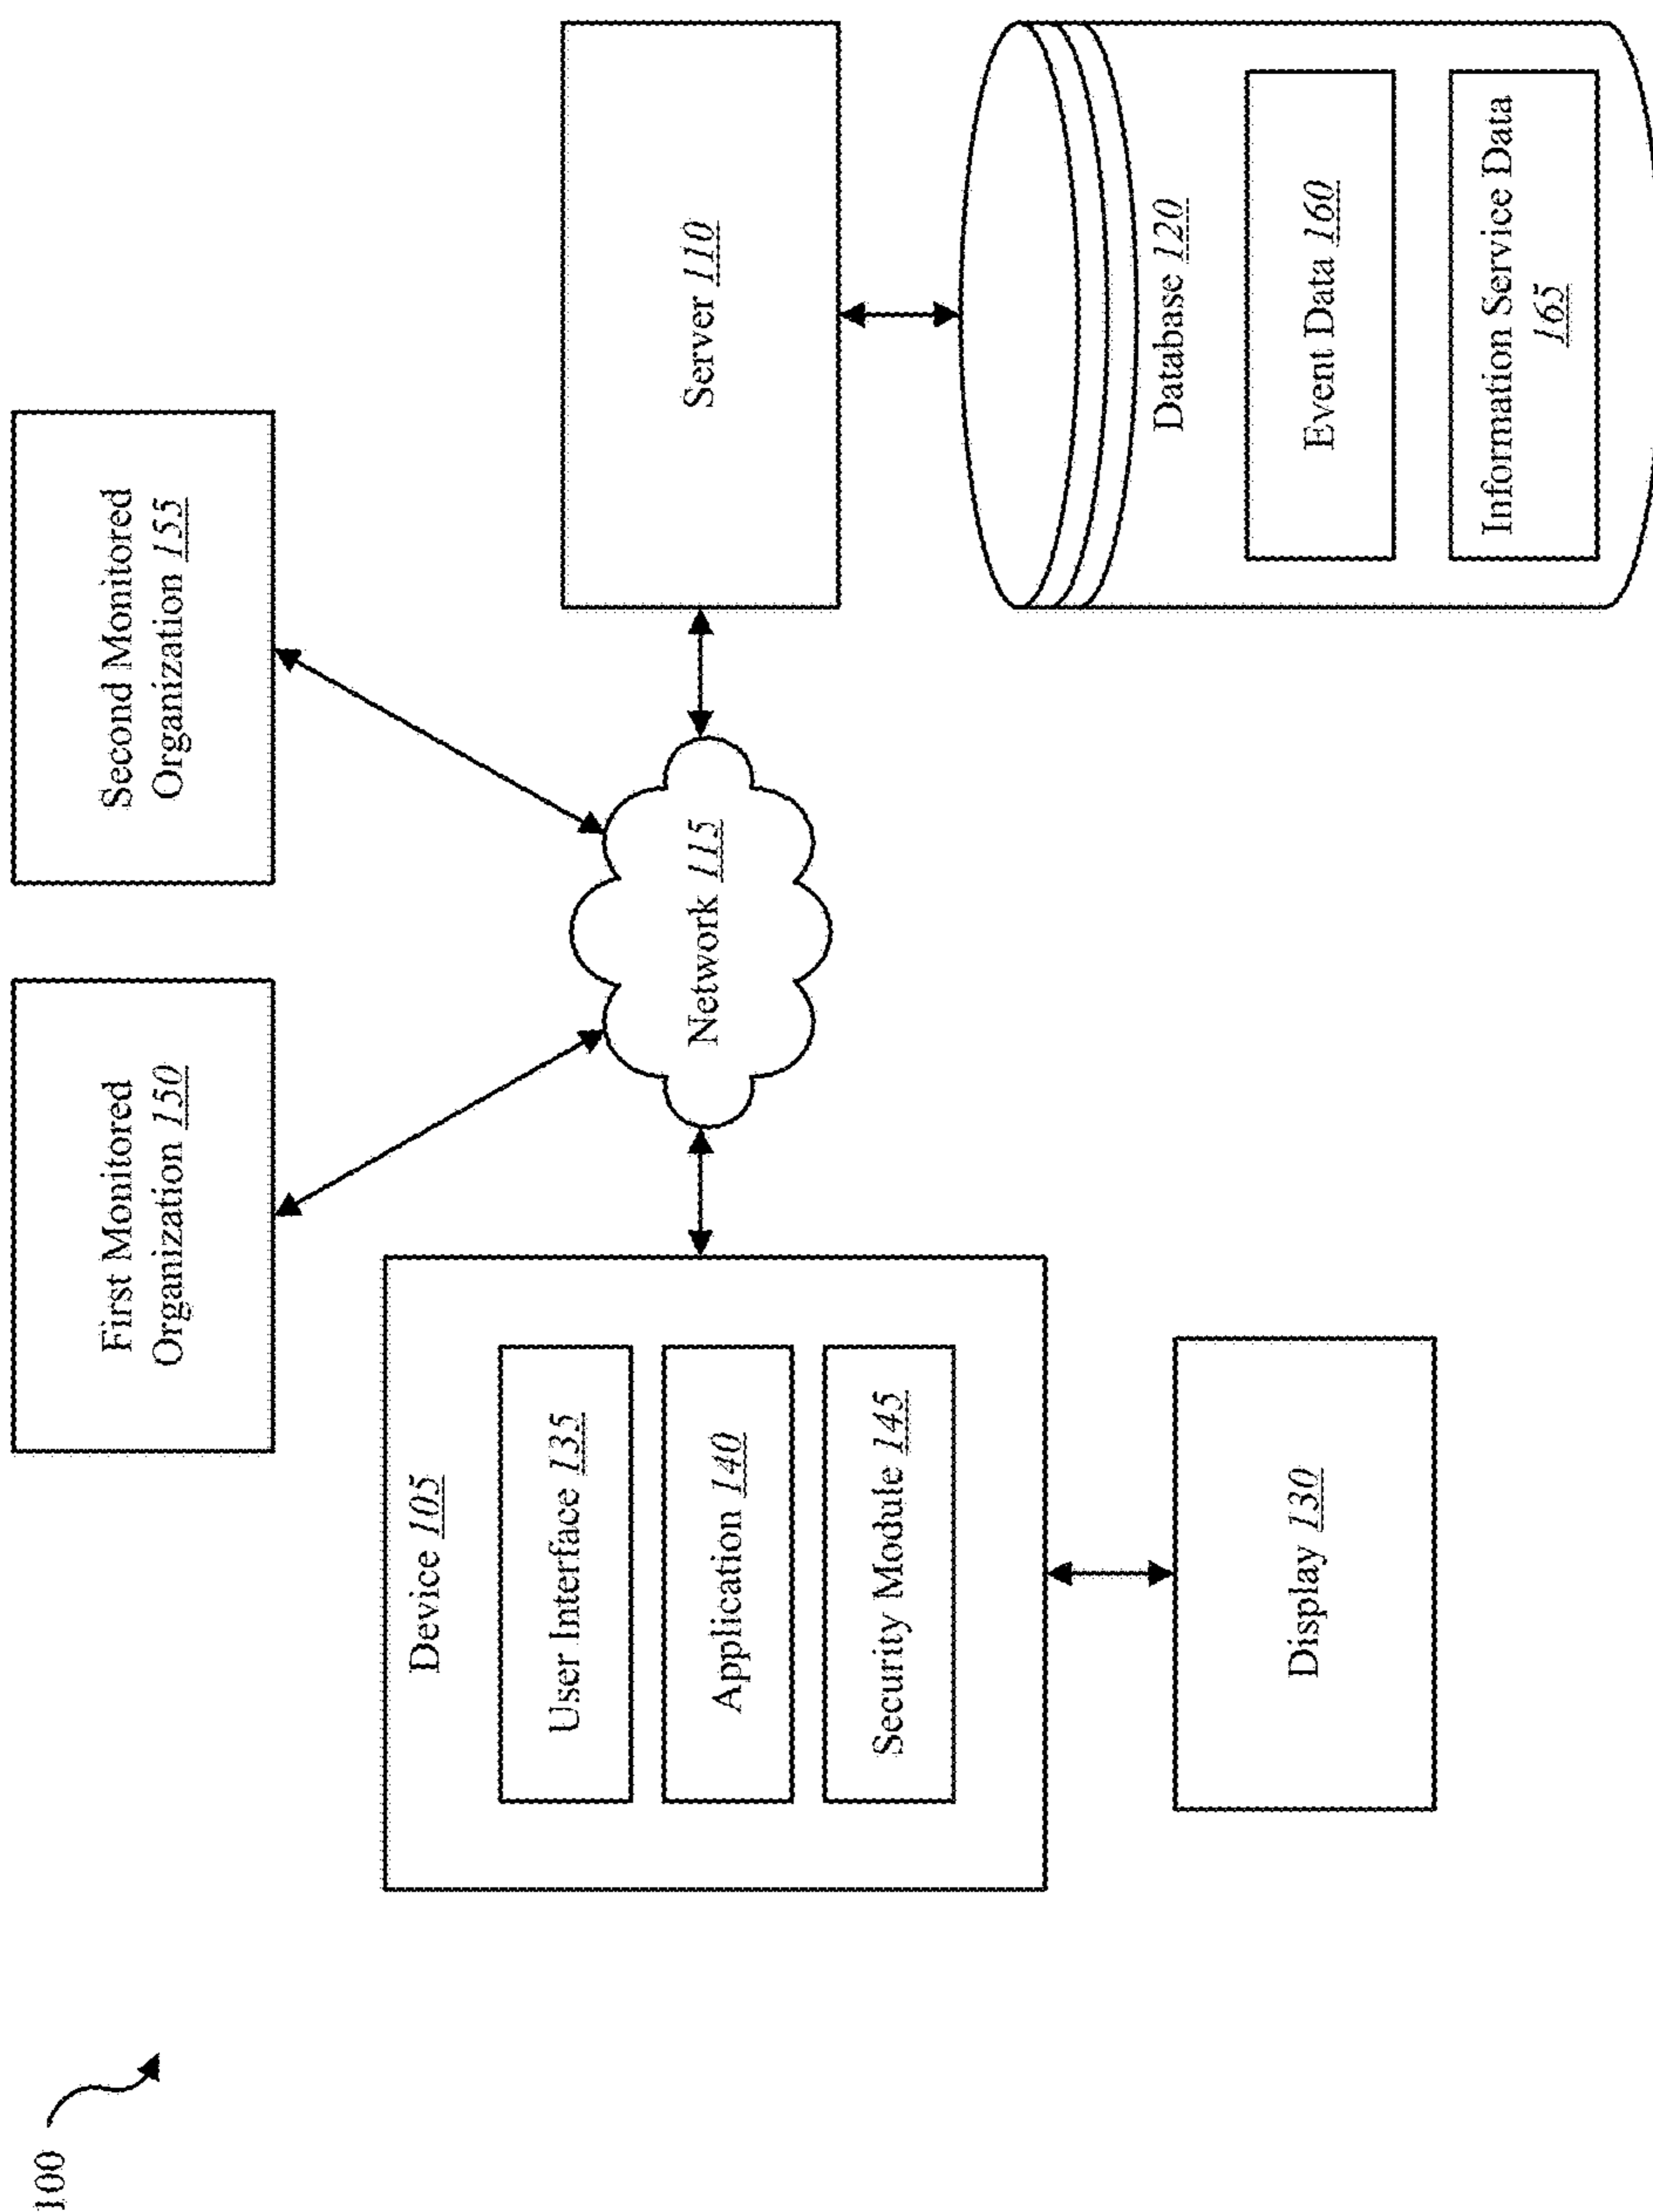 100
First Monitored
Organization 150
Second Monitored
Organization 155
Device 105
User Interface 135
Application 140
Security Module 145
Network 115
Server 110
Display 130
Database 120
Event Data 160
Information Service Data
165